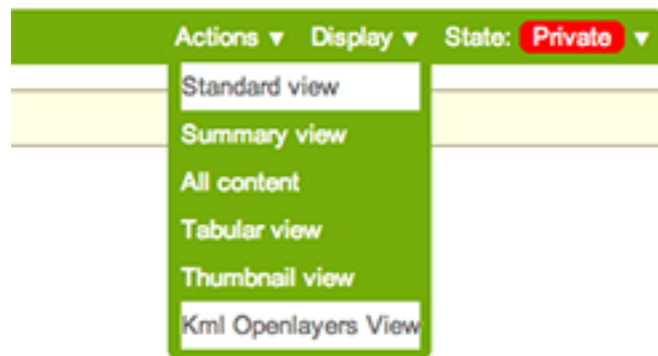 Actions ▼ Display ▼ State: Private ▼
Standard view
Summary view
All content
Tabular view
Thumbnail view
Kml Openlayers View